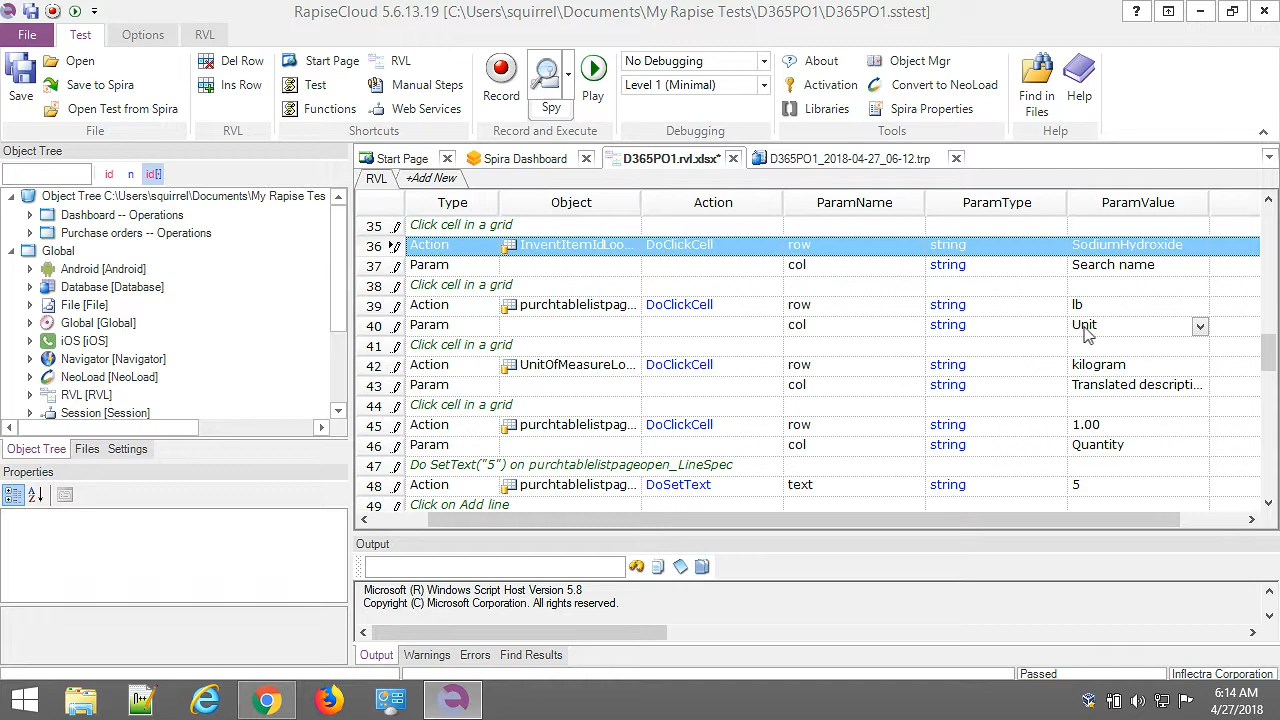 RapiseCloud 5.6.13.19 [C:\Users\squirrel\Documents\My Rapise Test\D365PO1\D365PO1.sstest]
File Test Options RVL
Save
Open
Save to Spira
Open Test from Spira
File
Del Row
Ins Row
RVL
Start Page RVL
Test Manual Steps
Functions Web Services
Shortcuts
Record
Spy
Play
Record and Execute
No Debugging
Level 1 (Minimal)
Debugging
About Object Mgr
Activation Convert to NeoLoad
Libraries Spira Properties
Tools
Find in Files
Help
Help
Object Tree
id n id[·]
Object Tree C:\Users\squirrel\Documents\My Rapise Tes
Dashboard -- Operations
Purchase orders -- Operations
Global
Android [Android]
Database [Database]
File [File]
Global [Global]
iOS [iOS]
Navigator [Navigator]
NeoLoad [NeoLoad]
RVL [RVL]
Session [Session]
Object Tree Files Settings
Properties
Start Page Spira Dashboard D365PO1.rvl.xlsx* D365PO1_2018-04-27_06-12.trp
RVL +Add New
Type Object Action ParamName ParamType ParamValue
35 Click cell in a grid
36 Action InventItemIdLoo... DoClickCell row string SodiumHydroxide
37 Param col string Search name
38 Click cell in a grid
39 Action purchtablelistpag... DoClickCell row string lb
40 Param col string Unit
41 Click cell in a grid
42 Action UnitOfMeasureLo... DoClickCell row string kilogram
43 Param col string Translated descripti...
44 Click cell in a grid
45 Action purchtablelistpag... DoClickCell row string 1.00
46 Param col string Quantity
47 Do SetText("5") on purchtablelistpageopen_LineSpec
48 Action purchtablelistpag... DoSetText text string 5
49 Click on Add line
Output
Microsoft (R) Windows Script Host Version 5.8
Copyright (C) Microsoft Corporation. All rights reserved.
Output Warnings Errors Find Results
Passed Inflectra Corporation
6:14 AM
4/27/2018